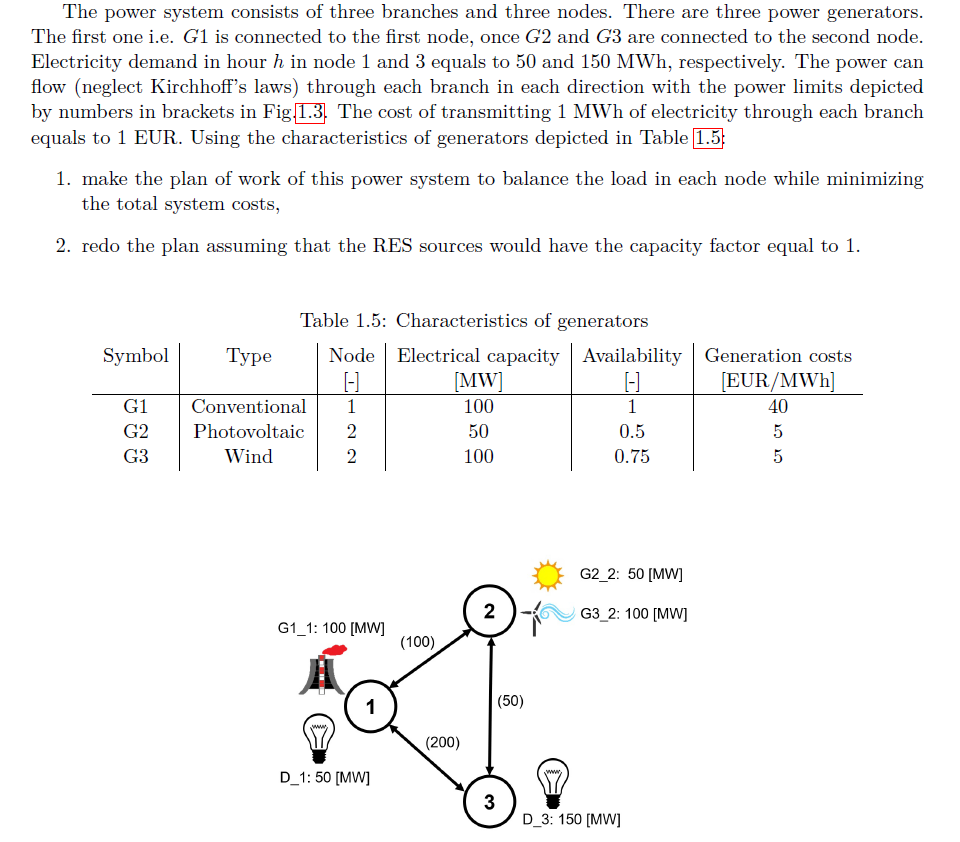 The power system consists of three branches and three nodes. There are three power generators.
The first one i.e. G1 is connected to the first node, once G2 and G3 are connected to the second node.
Electricity demand in hour h in node 1 and 3 equals to 50 and 150 MWh, respectively. The power can
flow (neglect Kirchhoff's laws) through each branch in each direction with the power limits depicted
by numbers in brackets in Fig.1.3. The cost of transmitting 1 MWh of electricity through each branch
equals to 1 EUR. Using the characteristics of generators depicted in Table 1.5:
1. make the plan of work of this power system to balance the load in each node while minimizing
the total system costs,
2. redo the plan assuming that the RES sources would have the capacity factor equal to 1.
Table 1.5: Characteristics of generators
Symbol Type Node Electrical capacity Availability Generation costs
[-] [MW] [-] [EUR/MWh]
G1 Conventional 1 100 1 40
G2 Photovoltaic 2 50 0.5 5
G3 Wind 2 100 0.75 5
G2_2: 50 [MW]
2
G3_2: 100 [MW]
G1_1: 100 [MW]
(100)
1
(50)
(200)
D_1: 50 [MW]
3
D_3: 150 [MW]